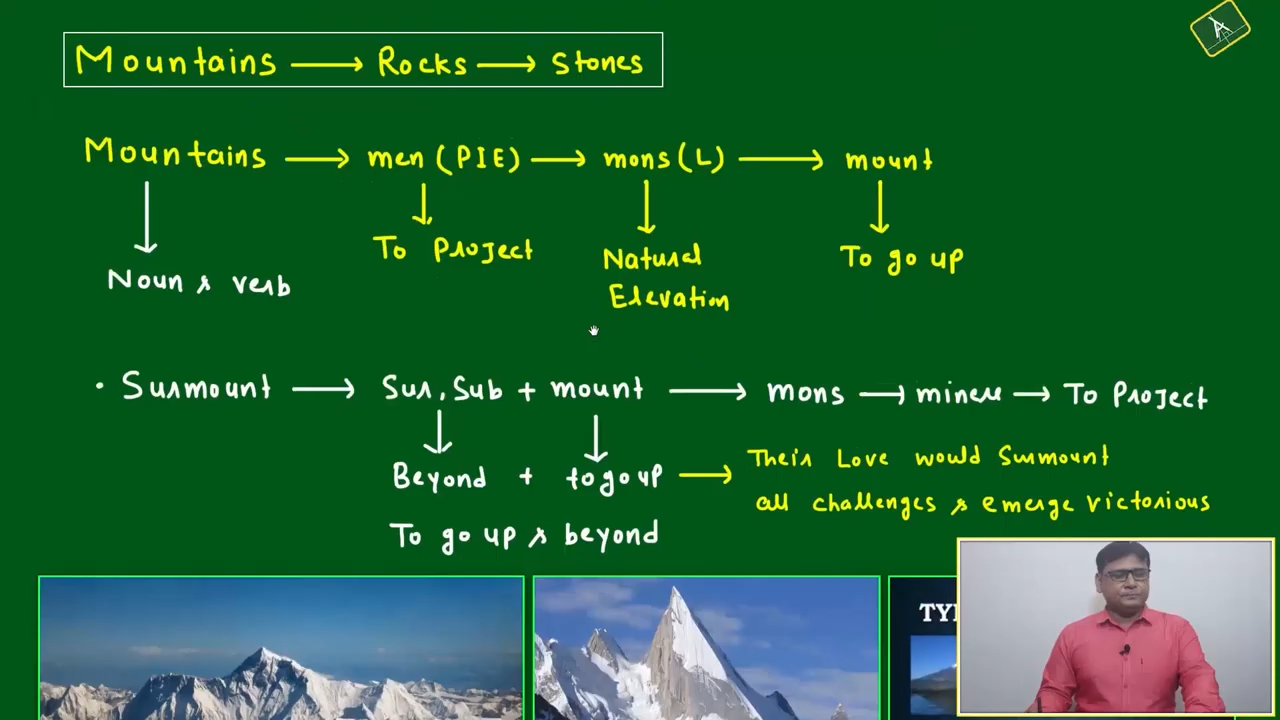 Mountains → Rocks → Stones
Mountains → men (PIE) → mons (L) → mount
To Project
Natural
Elevation
To go up
Noun & verb
• Surmount → Sur, Sub + mount → mons → minere → To Project
Beyond + to go up → Their Love would Surmount
all challenges & emerge victorious
To go up & beyond